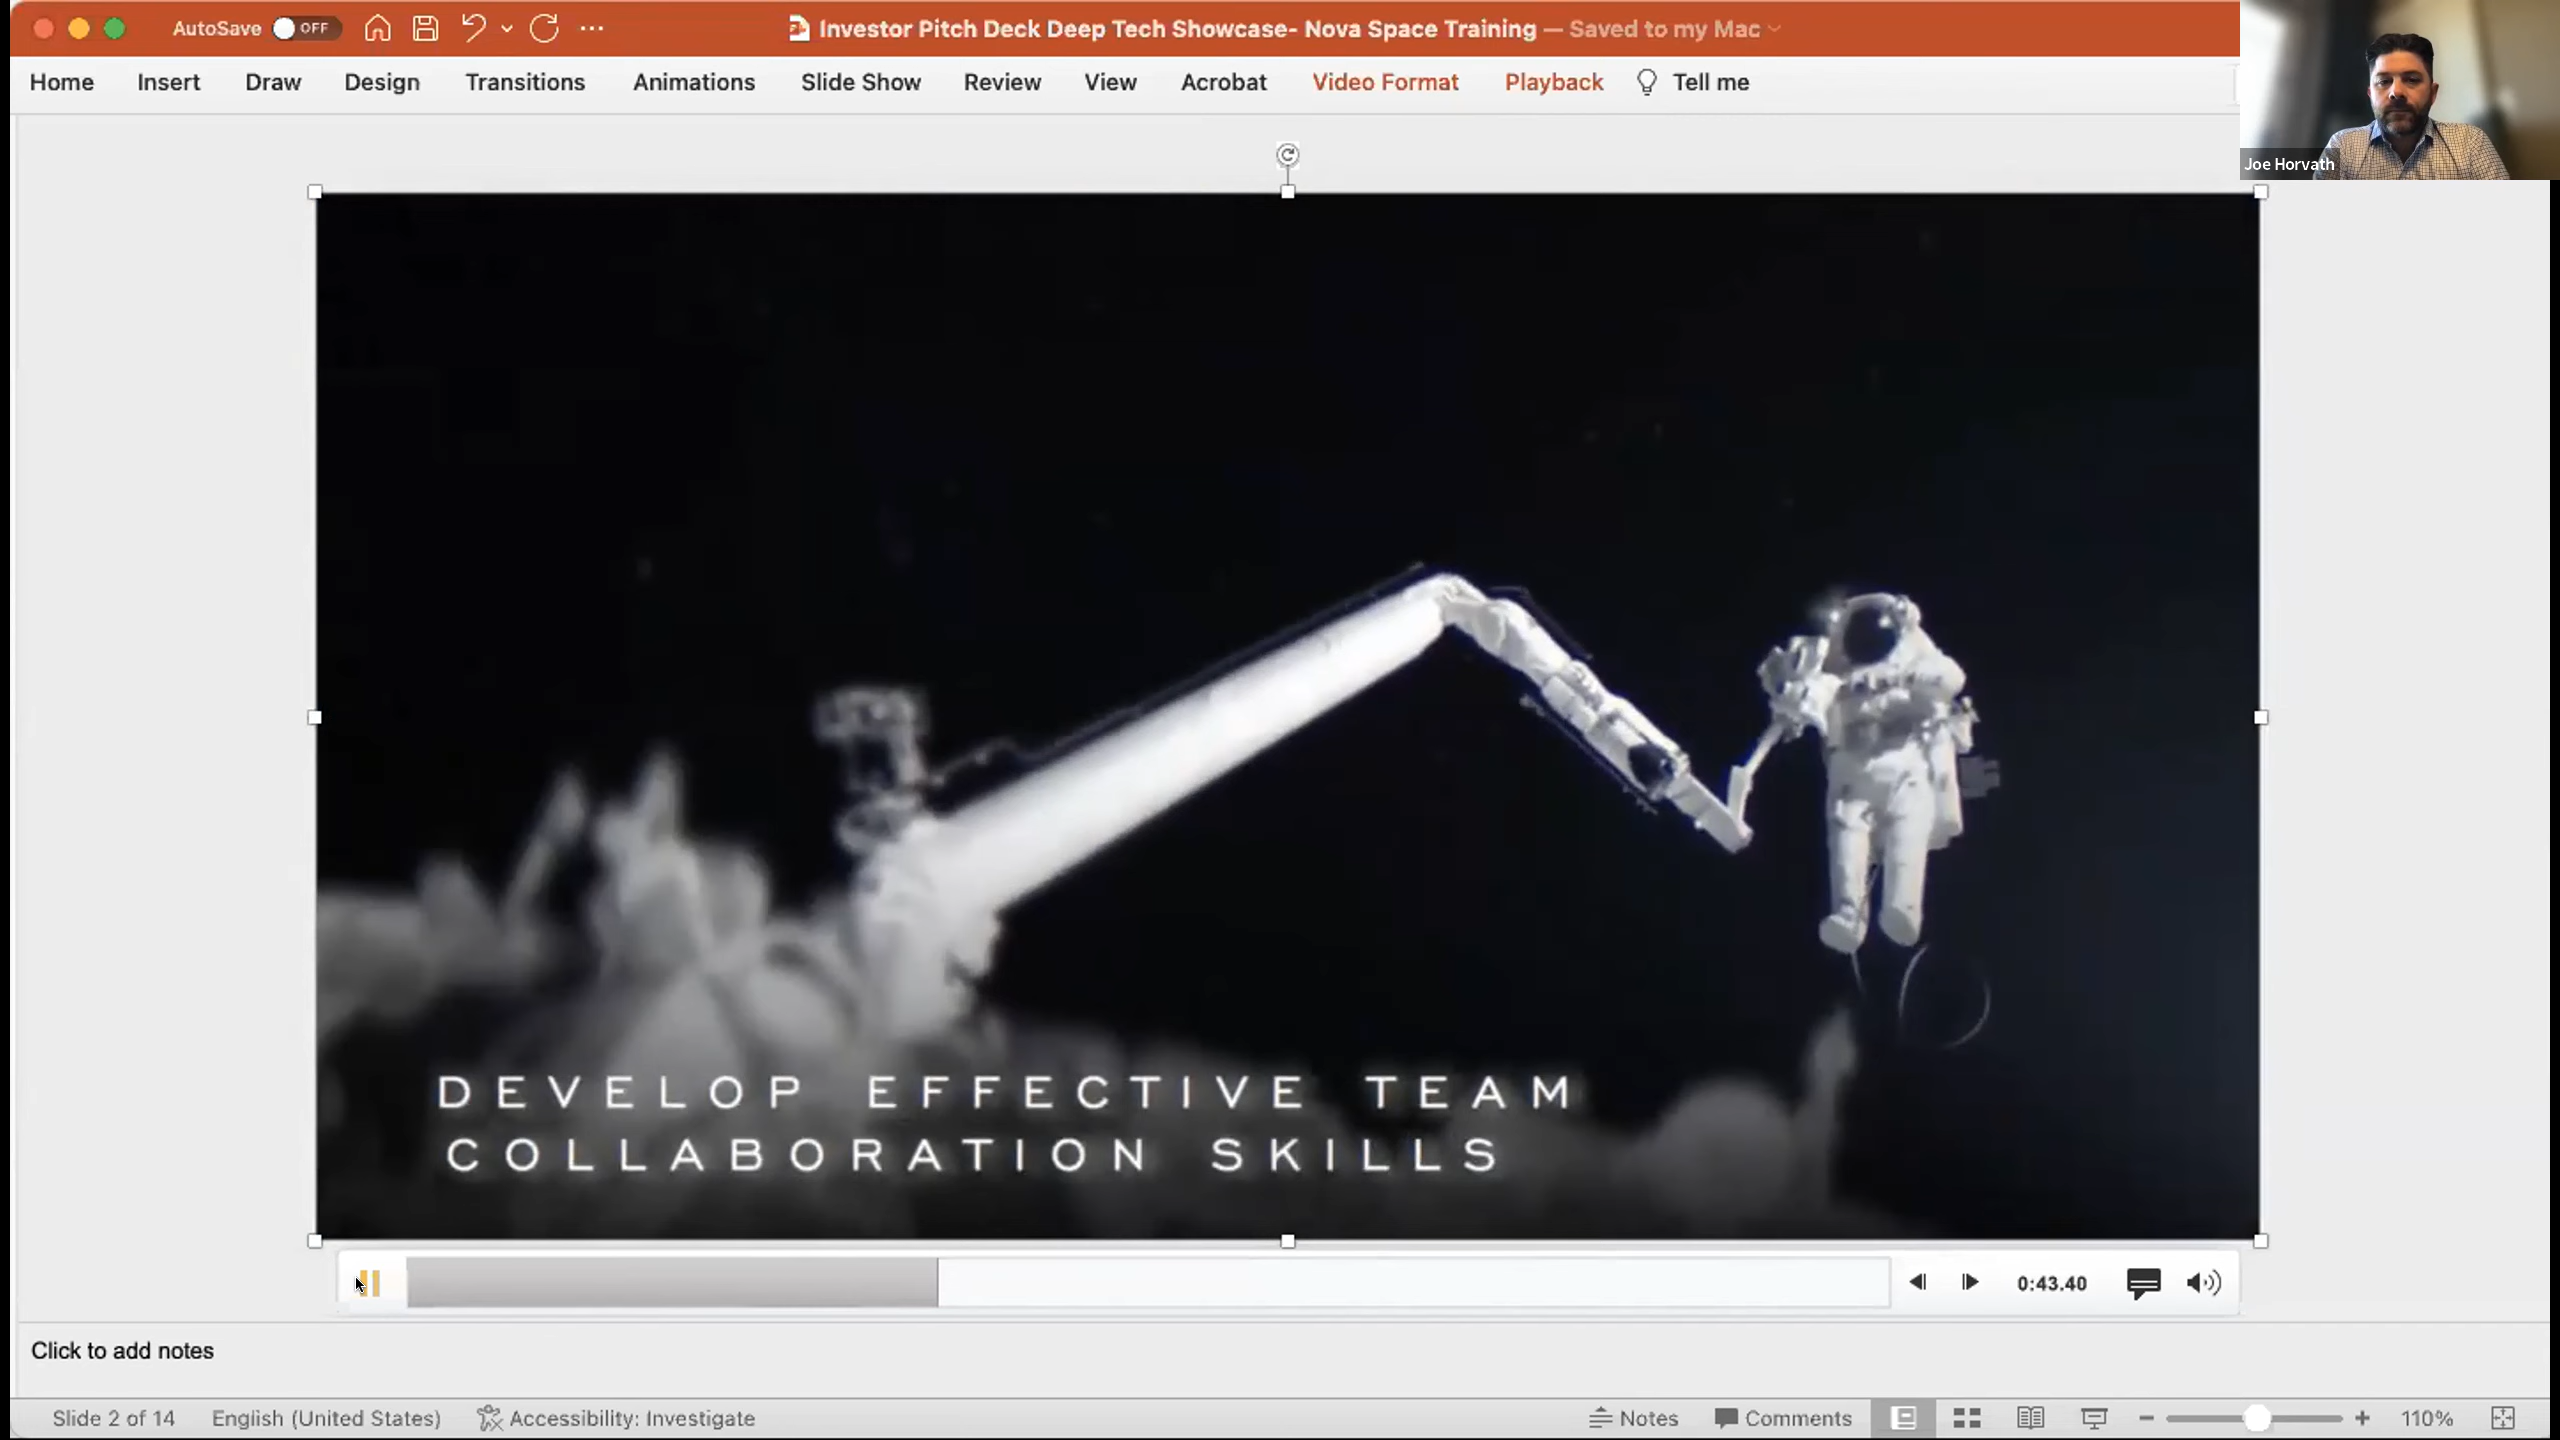 AutoSave OFF
Investor Pitch Deck Deep Tech Showcase- Nova Space Training — Saved to my Mac
Home Insert Draw Design Transitions Animations Slide Show Review View Acrobat Video Format Playback Tell me
Joe Horvath
DEVELOP EFFECTIVE TEAM
COLLABORATION SKILLS
0:43.40
Click to add notes
Slide 2 of 14 English (United States) Accessibility: Investigate Notes Comments 110%